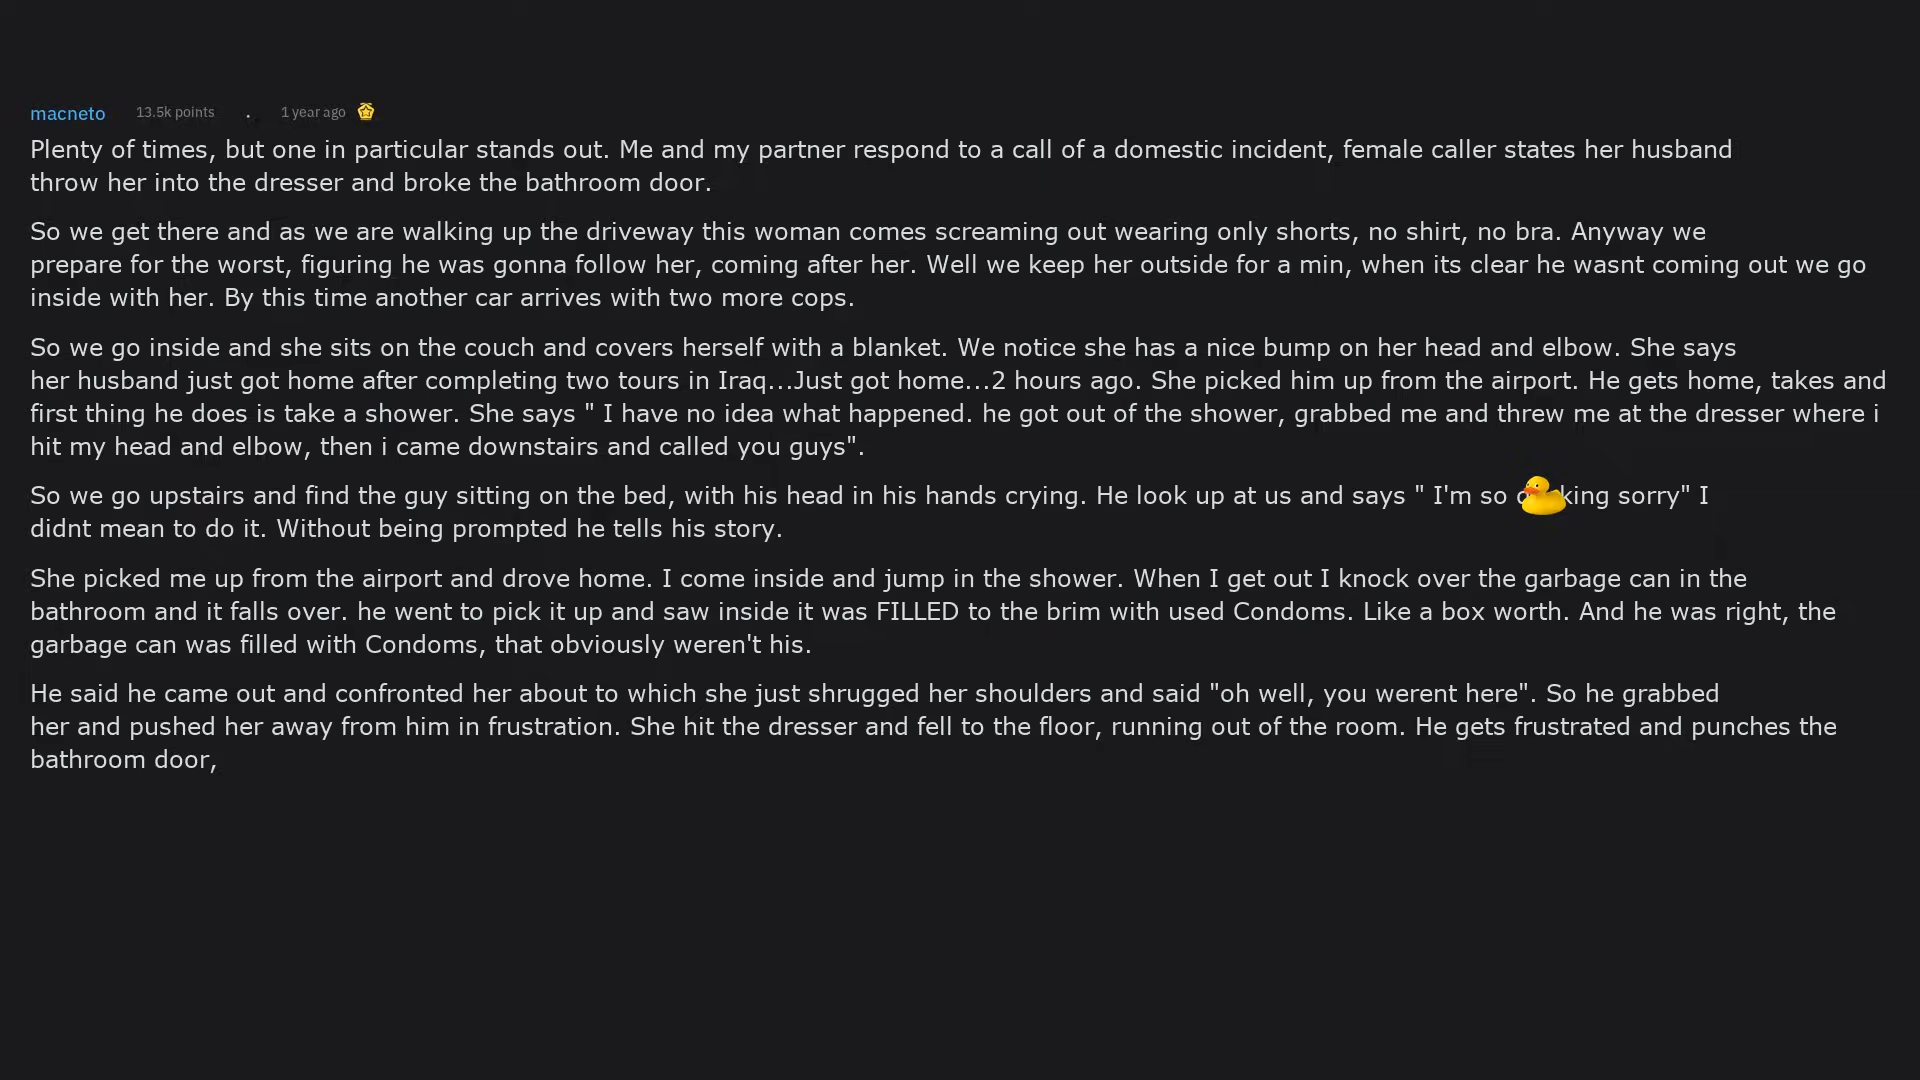 macneto 13.5k points . 1 year ago
Plenty of times, but one in particular stands out. Me and my partner respond to a call of a domestic incident, female caller states her husband
throw her into the dresser and broke the bathroom door.
So we get there and as we are walking up the driveway this woman comes screaming out wearing only shorts, no shirt, no bra. Anyway we
prepare for the worst, figuring he was gonna follow her, coming after her. Well we keep her outside for a min, when its clear he wasnt coming out we go
inside with her. By this time another car arrives with two more cops.
So we go inside and she sits on the couch and covers herself with a blanket. We notice she has a nice bump on her head and elbow. She says
her husband just got home after completing two tours in Iraq...Just got home...2 hours ago. She picked him up from the airport. He gets home, takes and
first thing he does is take a shower. She says " I have no idea what happened. he got out of the shower, grabbed me and threw me at the dresser where i
hit my head and elbow, then i came downstairs and called you guys".
So we go upstairs and find the guy sitting on the bed, with his head in his hands crying. He look up at us and says " I'm so king sorry" I
didnt mean to do it. Without being prompted he tells his story.
She picked me up from the airport and drove home. I come inside and jump in the shower. When I get out I knock over the garbage can in the
bathroom and it falls over. he went to pick it up and saw inside it was FILLED to the brim with used Condoms. Like a box worth. And he was right, the
garbage can was filled with Condoms, that obviously weren't his.
He said he came out and confronted her about to which she just shrugged her shoulders and said "oh well, you werent here". So he grabbed
her and pushed her away from him in frustration. She hit the dresser and fell to the floor, running out of the room. He gets frustrated and punches the
bathroom door,